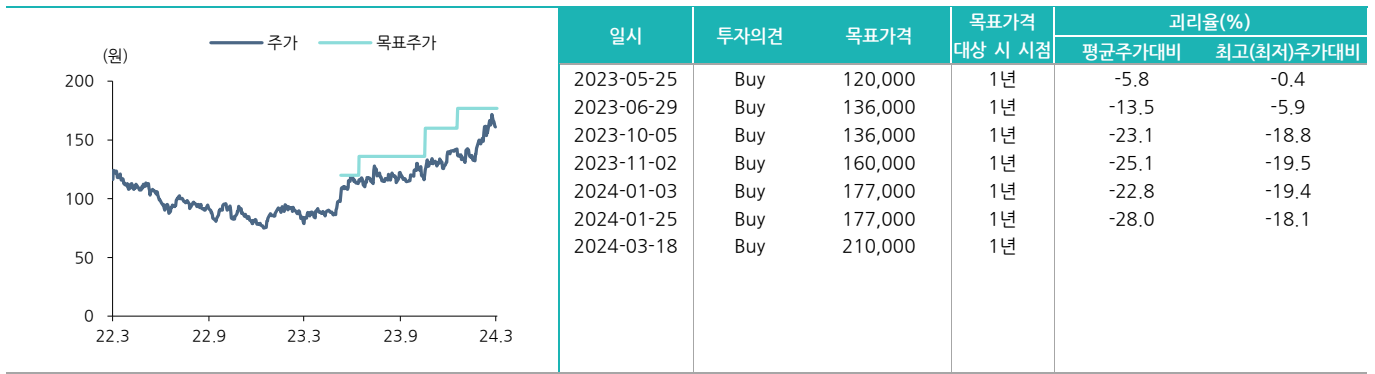 주가 목표주가
(원)
200
150
100
50
0
22.3 22.9 23.3 23.9 24.3
일시 투자의견 목표가격 목표가격 대상 시 시점 괴리율(%)
평균주가대비 최고(최저)주가대비
2023-05-25 Buy 120,000 1년 -5.8 -0.4
2023-06-29 Buy 136,000 1년 -13.5 -5.9
2023-10-05 Buy 136,000 1년 -23.1 -18.8
2023-11-02 Buy 160,000 1년 -25.1 -19.5
2024-01-03 Buy 177,000 1년 -22.8 -19.4
2024-01-25 Buy 177,000 1년 -28.0 -18.1
2024-03-18 Buy 210,000 1년